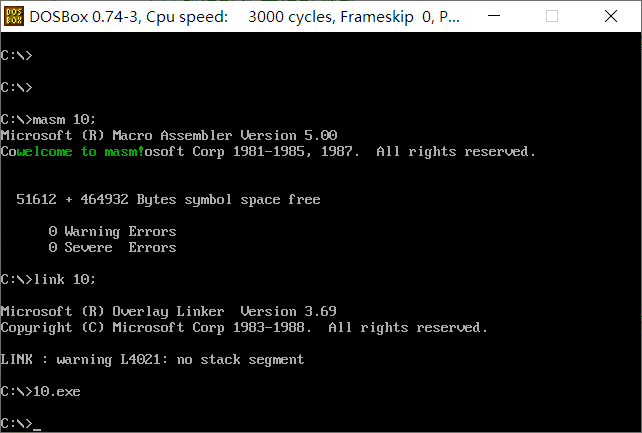 DOSBox 0.74-3, Cpu speed: 3000 cycles, Frameskip 0, P...
C:\>
C:\>
C:\>masm 10;
Microsoft (R) Macro Assembler Version 5.00
Cowelcome to masm!osoft Corp 1981-1985, 1987. All rights reserved.
51612 + 464932 Bytes symbol space free
0 Warning Errors
0 Severe Errors
C:\>link 10;
Microsoft (R) Overlay Linker Version 3.69
Copyright (C) Microsoft Corp 1983-1988. All rights reserved.
LINK : warning L4021: no stack segment
C:\>10.exe
C:\>_